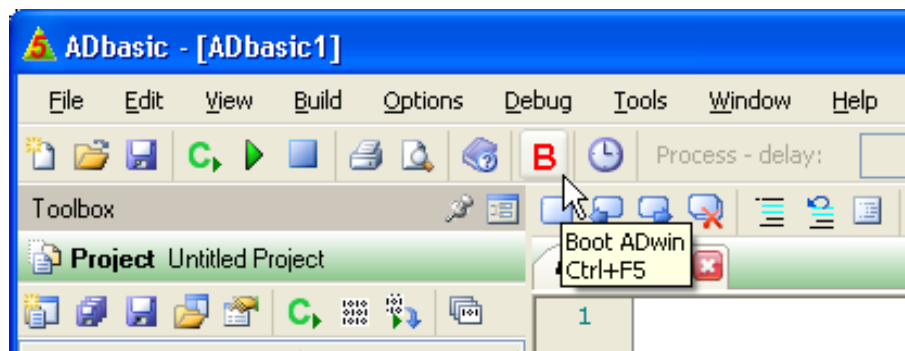 5 ADbasic - [ADbasic1]
File Edit View Build Options Debug Tools Window Help
C B Process - delay:
Toolbox
Boot ADwin
Ctrl+F5
Project Untitled Project
C
1